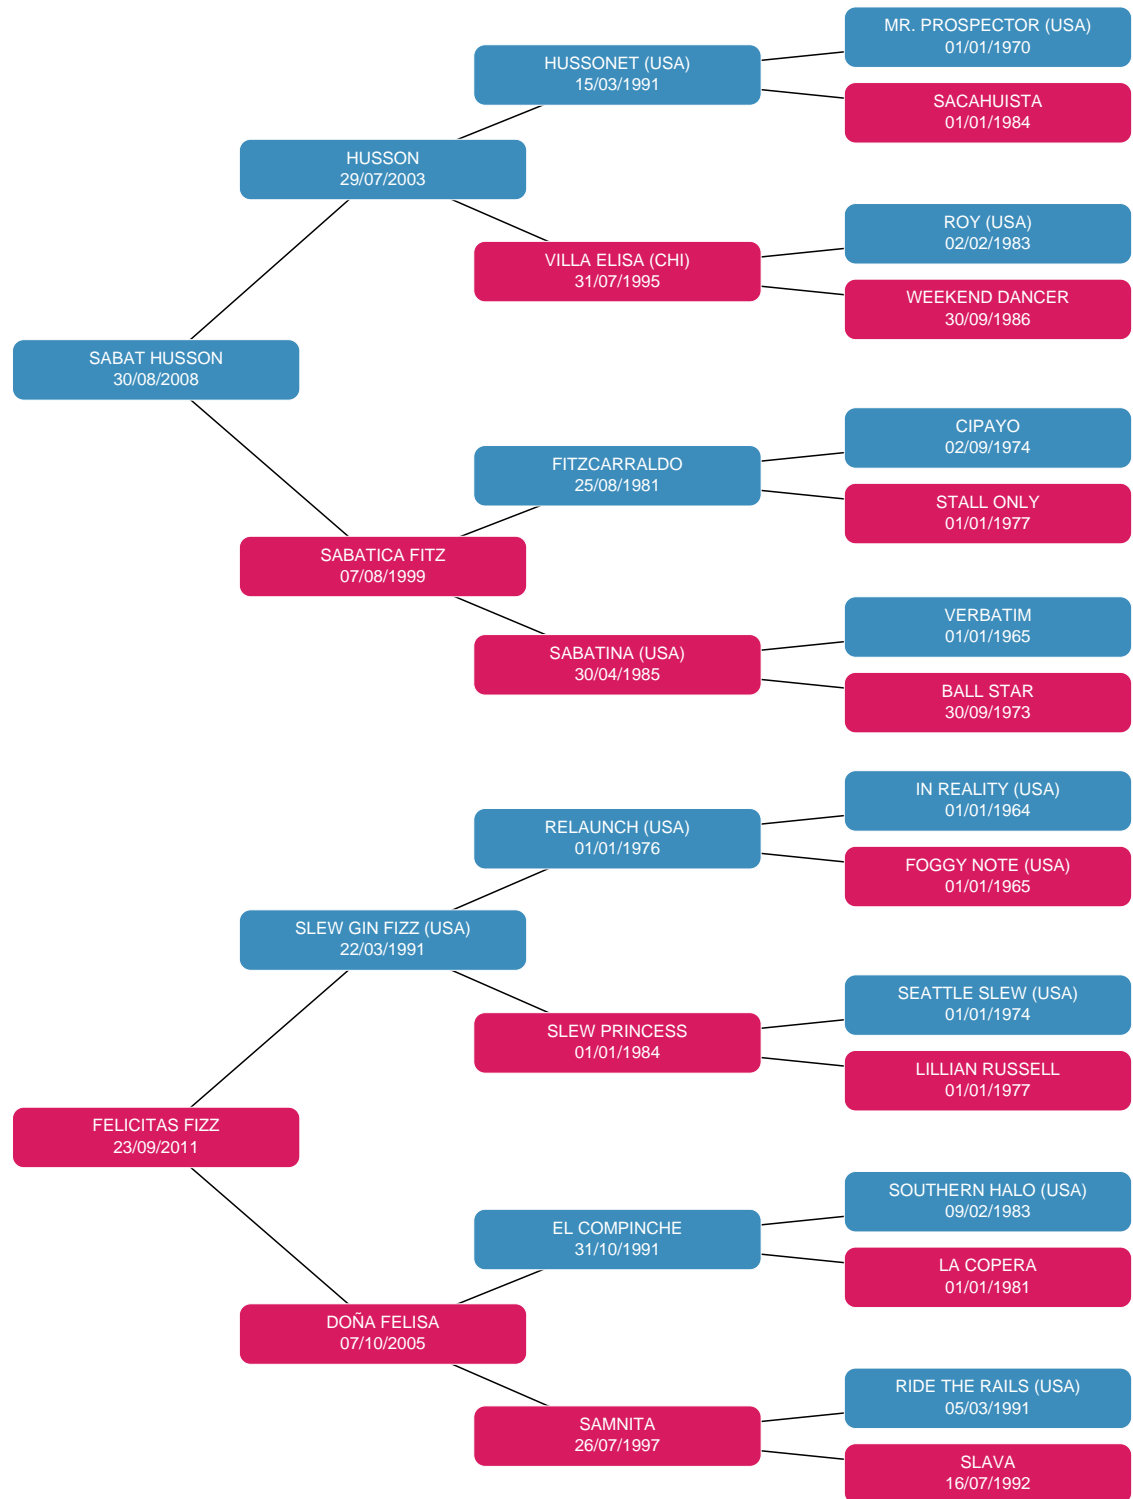 MR. PROSPECTOR (USA)
01/01/1970
HUSSONET (USA)
15/03/1991
SACAHUISTA
01/01/1984
HUSSON
29/07/2003
ROY (USA)
02/02/1983
VILLA ELISA (CHI)
31/07/1995
WEEKEND DANCER
30/09/1986
SABAT HUSSON
30/08/2008
CIPAYO
02/09/1974
FITZCARRALDO
25/08/1981
STALL ONLY
01/01/1977
SABATICA FITZ
07/08/1999
VERBATIM
01/01/1965
SABATINA (USA)
30/04/1985
BALL STAR
30/09/1973
IN REALITY (USA)
01/01/1964
RELAUNCH (USA)
01/01/1976
FOGGY NOTE (USA)
01/01/1965
SLEW GIN FIZZ (USA)
22/03/1991
SEATTLE SLEW (USA)
01/01/1974
SLEW PRINCESS
01/01/1984
LILLIAN RUSSELL
01/01/1977
FELICITAS FIZZ
23/09/2011
SOUTHERN HALO (USA)
09/02/1983
EL COMPINCHE
31/10/1991
LA COPERA
01/01/1981
DOÑA FELISA
07/10/2005
RIDE THE RAILS (USA)
05/03/1991
SAMNITA
26/07/1997
SLAVA
16/07/1992